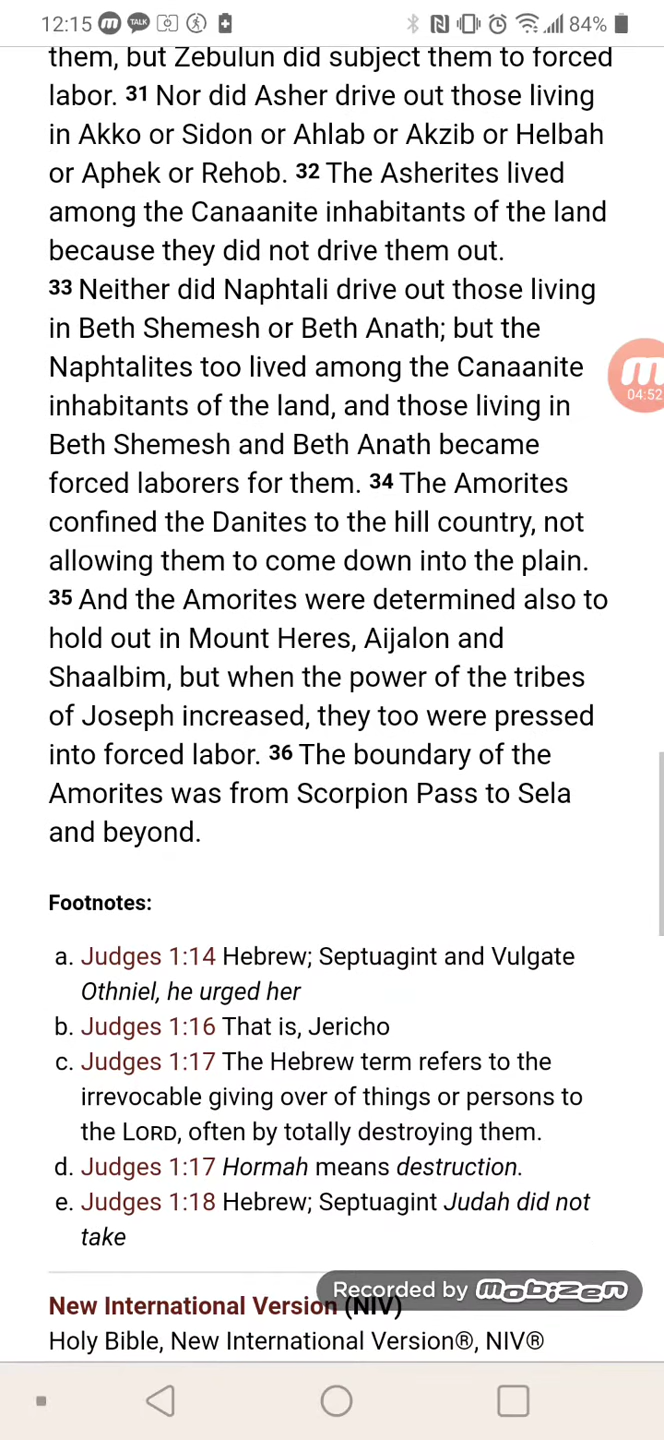 12:15 m TALK 84%
them, but Zebulun did subject them to forced
labor. 31 Nor did Asher drive out those living
in Akko or Sidon or Ahlab or Akzib or Helbah
or Aphek or Rehob. 32 The Asherites lived
among the Canaanite inhabitants of the land
because they did not drive them out.
33 Neither did Naphtali drive out those living
in Beth Shemesh or Beth Anath; but the
Naphtalites too lived among the Canaanite
m
04:52
inhabitants of the land, and those living in
Beth Shemesh and Beth Anath became
forced laborers for them. 34 The Amorites
confined the Danites to the hill country, not
allowing them to come down into the plain.
35 And the Amorites were determined also to
hold out in Mount Heres, Aijalon and
Shaalbim, but when the power of the tribes
of Joseph increased, they too were pressed
into forced labor. 36 The boundary of the
Amorites was from Scorpion Pass to Sela
and beyond.
Footnotes:
a. Judges 1:14 Hebrew; Septuagint and Vulgate
Othniel, he urged her
b. Judges 1:16 That is, Jericho
c. Judges 1:17 The Hebrew term refers to the
irrevocable giving over of things or persons to
the LORD, often by totally destroying them.
d. Judges 1:17 Hormah means destruction.
e. Judges 1:18 Hebrew; Septuagint Judah did not
take
Recorded by mobizen
New International Version (NIV)
Holy Bible, New International Version®, NIV®